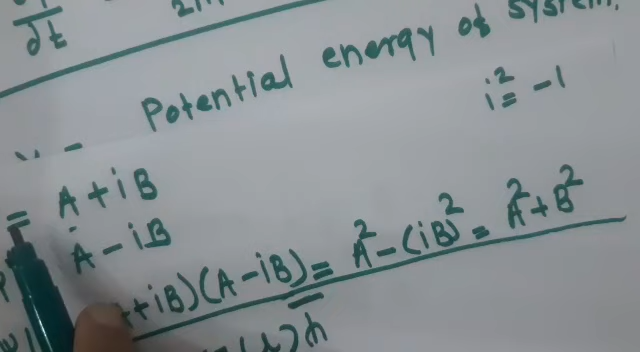 ∂t
Potential energy of system.
i² = -1
= A + iB
A - iB
+iB)(A - iB) = A² - (iB)² = A² + B²